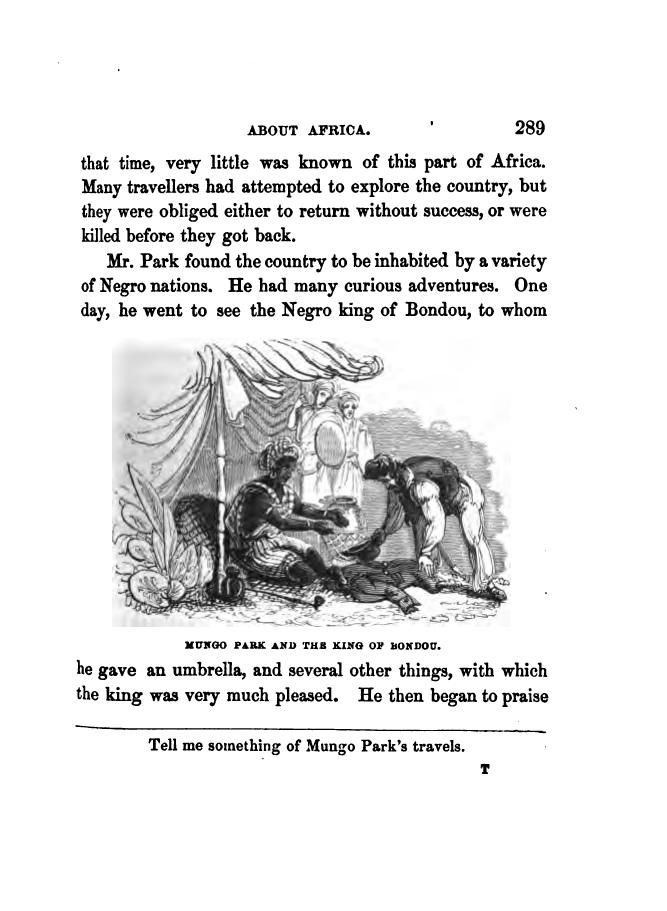 ABOUT AFRICA. 289
that time, very little was known of this part of Africa.
Many travellers had attempted to explore the country, but
they were obliged either to return without success, or were
killed before they got back.
Mr. Park found the country to be inhabited by a variety
of Negro nations. He had many curious adventures. One
day, he went to see the Negro king of Bondou, to whom
MUNGO PARK AND THE KING OF BONDOU.
he gave an umbrella, and several other things, with which
the king was very much pleased. He then began to praise
Tell me something of Mungo Park's travels.
T